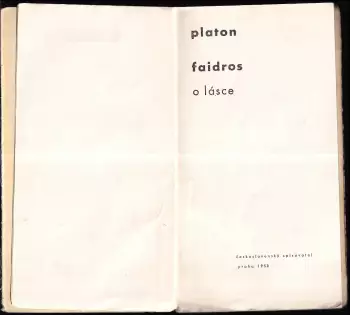 platon
faidros
o lásce
československý spisovatel
praha, 1958